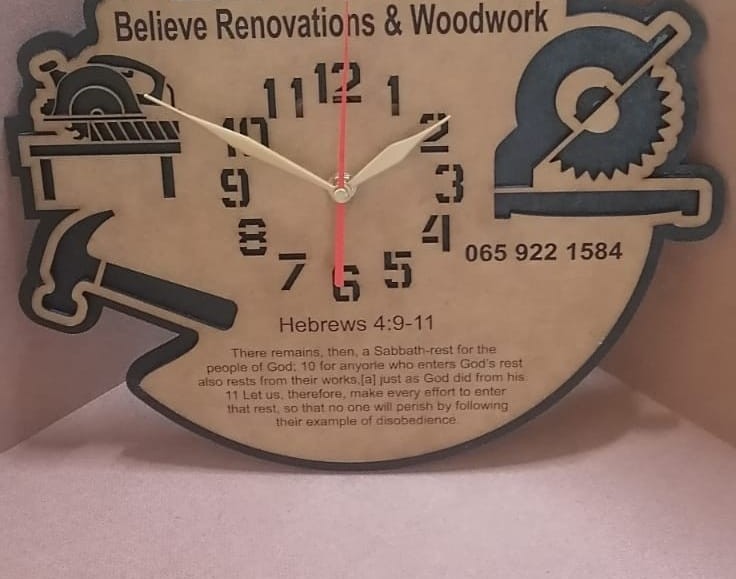 Believe Renovations & Woodwork
11 12 1
10 2
9 3
8 4
7 6 5
065 922 1584
Hebrews 4:9-11
There remains, then, a Sabbath-rest for the
people of God; 10 for anyone who enters God's rest
also rests from their works,[a] just as God did from his.
11 Let us, therefore, make every effort to enter
that rest, so that no one will perish by following
their example of disobedience.